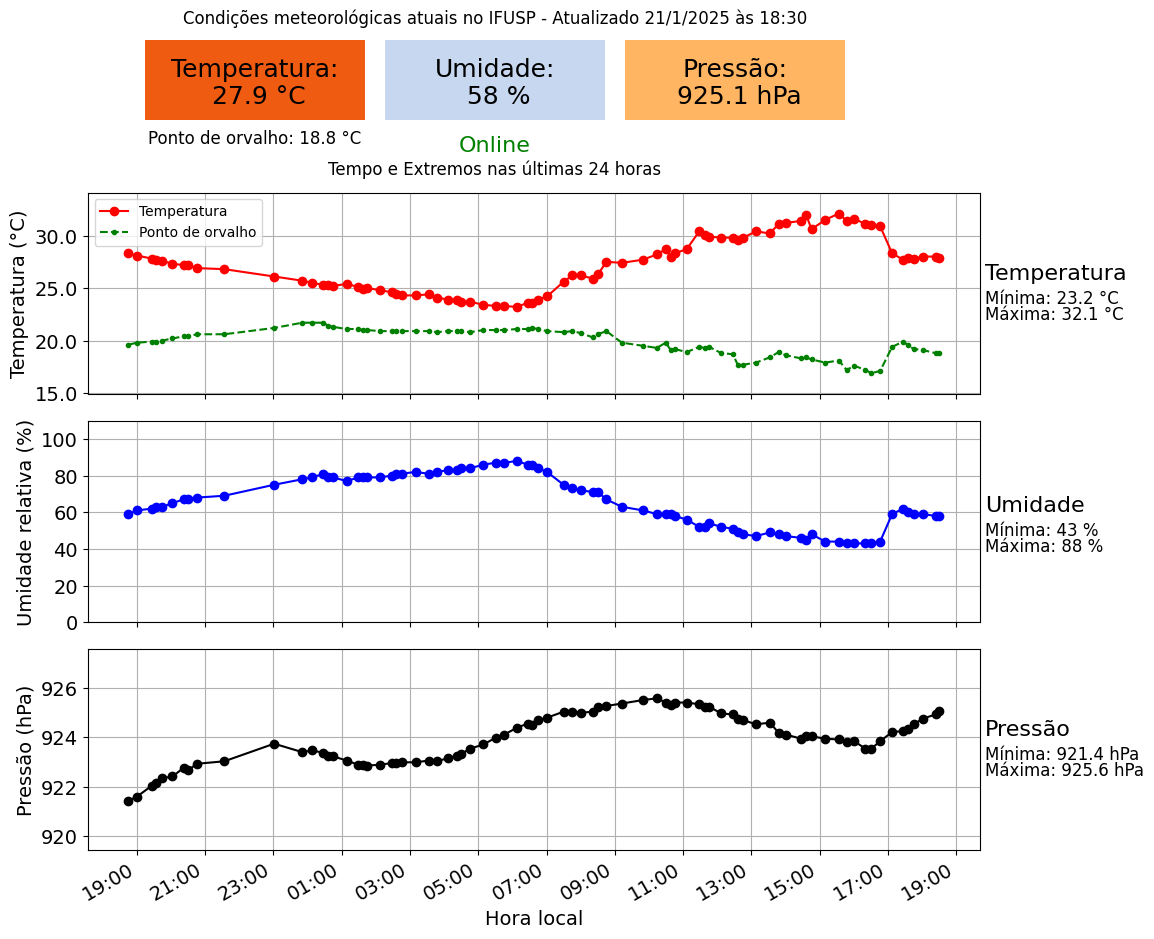 Condições meteorológicas atuais no IFUSP - Atualizado 21/1/2025 às 18:30
Temperatura:
27.9 °C
Umidade:
58 %
Pressão:
925.1 hPa
Ponto de orvalho: 18.8 °C
Online
Tempo e Extremos nas últimas 24 horas
Temperatura (°C)
30.0
25.0
20.0
15.0
Temperatura
Ponto de orvalho
Temperatura
Mínima: 23.2 °C
Máxima: 32.1 °C
Umidade relativa (%)
100
80
60
40
20
0
Umidade
Mínima: 43 %
Máxima: 88 %
Pressão (hPa)
926
924
922
920
Pressão
Mínima: 921.4 hPa
Máxima: 925.6 hPa
19:00 21:00 23:00 01:00 03:00 05:00 07:00 09:00 11:00 13:00 15:00 17:00 19:00
Hora local